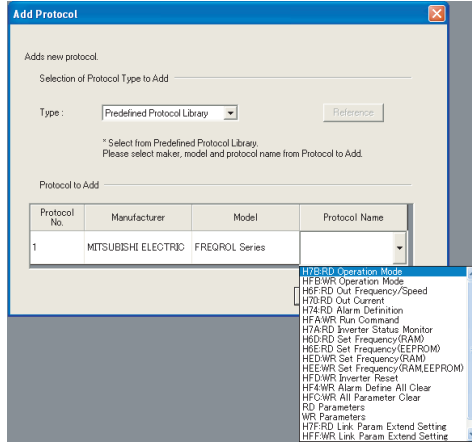 Add Protocol
Adds new protocol.
Selection of Protocol Type to Add
Type :
Predefined Protocol Library
Reference
* Select from Predefined Protocol Library.
Please select maker, model and protocol name from Protocol to Add.
Protocol to Add
Protocol No. Manufacturer Model Protocol Name
1 MITSUBISHI ELECTRIC FREQROL Series
H7B:RD Operation Mode
HFB:WR Operation Mode
H6F:RD Out Frequency/Speed
H70:RD Out Current
H74:RD Alarm Definition
HFA:WR Run Command
H7A:RD Inverter Status Monitor
H6D:RD Set Frequency(RAM)
H6E:RD Set Frequency(EEPROM)
HED:WR Set Frequency(RAM)
HEE:WR Set Frequency(RAM,EEPROM)
HFD:WR Inverter Reset
HF4:WR Alarm Define All Clear
HFC:WR All Parameter Clear
RD Parameters
WR Parameters
H7F:RD Link Param Extend Setting
HFF:WR Link Param Extend Setting